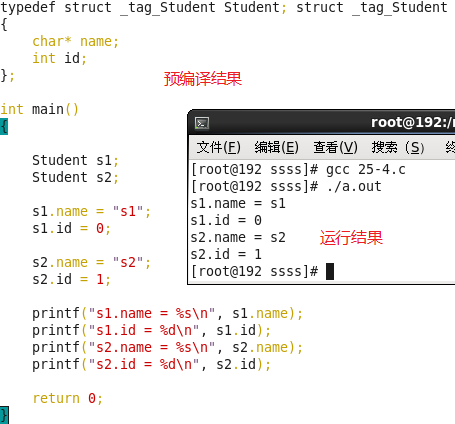 typedef struct _tag_Student Student; struct _tag_Student
{
    char* name;
    int id;
};
预编译结果
int main()
{
    Student s1;
    Student s2;

    s1.name = "s1";
    s1.id = 0;

    s2.name = "s2";
    s2.id = 1;

    printf("s1.name = %s\n", s1.name);
    printf("s1.id = %d\n", s1.id);
    printf("s2.name = %s\n", s2.name);
    printf("s2.id = %d\n", s2.id);

    return 0;
}
root@192:/r
文件(F) 编辑(E) 查看(V) 搜索 (S)
[root@192 ssss]# gcc 25-4.c
[root@192 ssss]# ./a.out
s1.name = s1
s1.id = 0
s2.name = s2
s2.id = 1
[root@192 ssss]#
运行结果